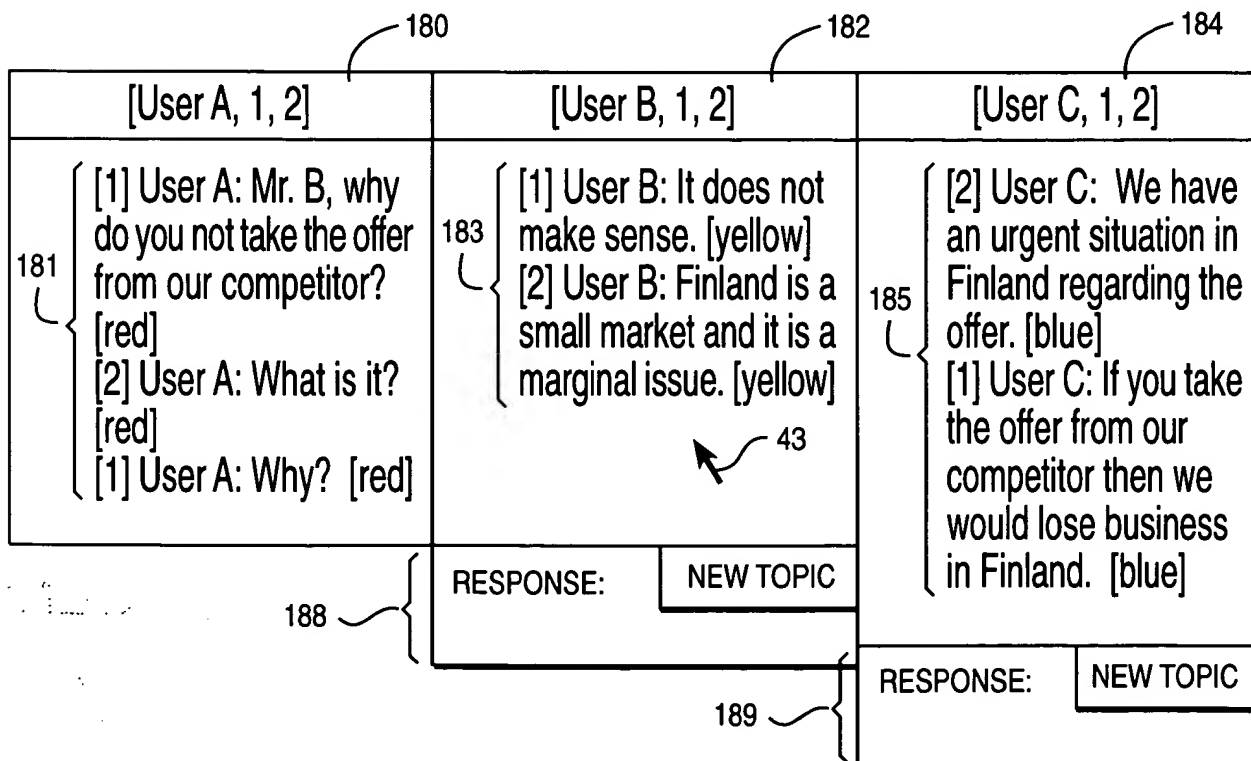 180
182
184
[User A, 1, 2]
[User B, 1, 2]
[User C, 1, 2]
181
[1] User A: Mr. B, why
do you not take the offer
from our competitor?
[red]
[2] User A: What is it?
[red]
[1] User A: Why? [red]
183
[1] User B: It does not
make sense. [yellow]
[2] User B: Finland is a
small market and it is a
marginal issue. [yellow]
43
185
[2] User C: We have
an urgent situation in
Finland regarding the
offer. [blue]
[1] User C: If you take
the offer from our
competitor then we
would lose business
in Finland. [blue]
188
RESPONSE:
NEW TOPIC
189
RESPONSE:
NEW TOPIC